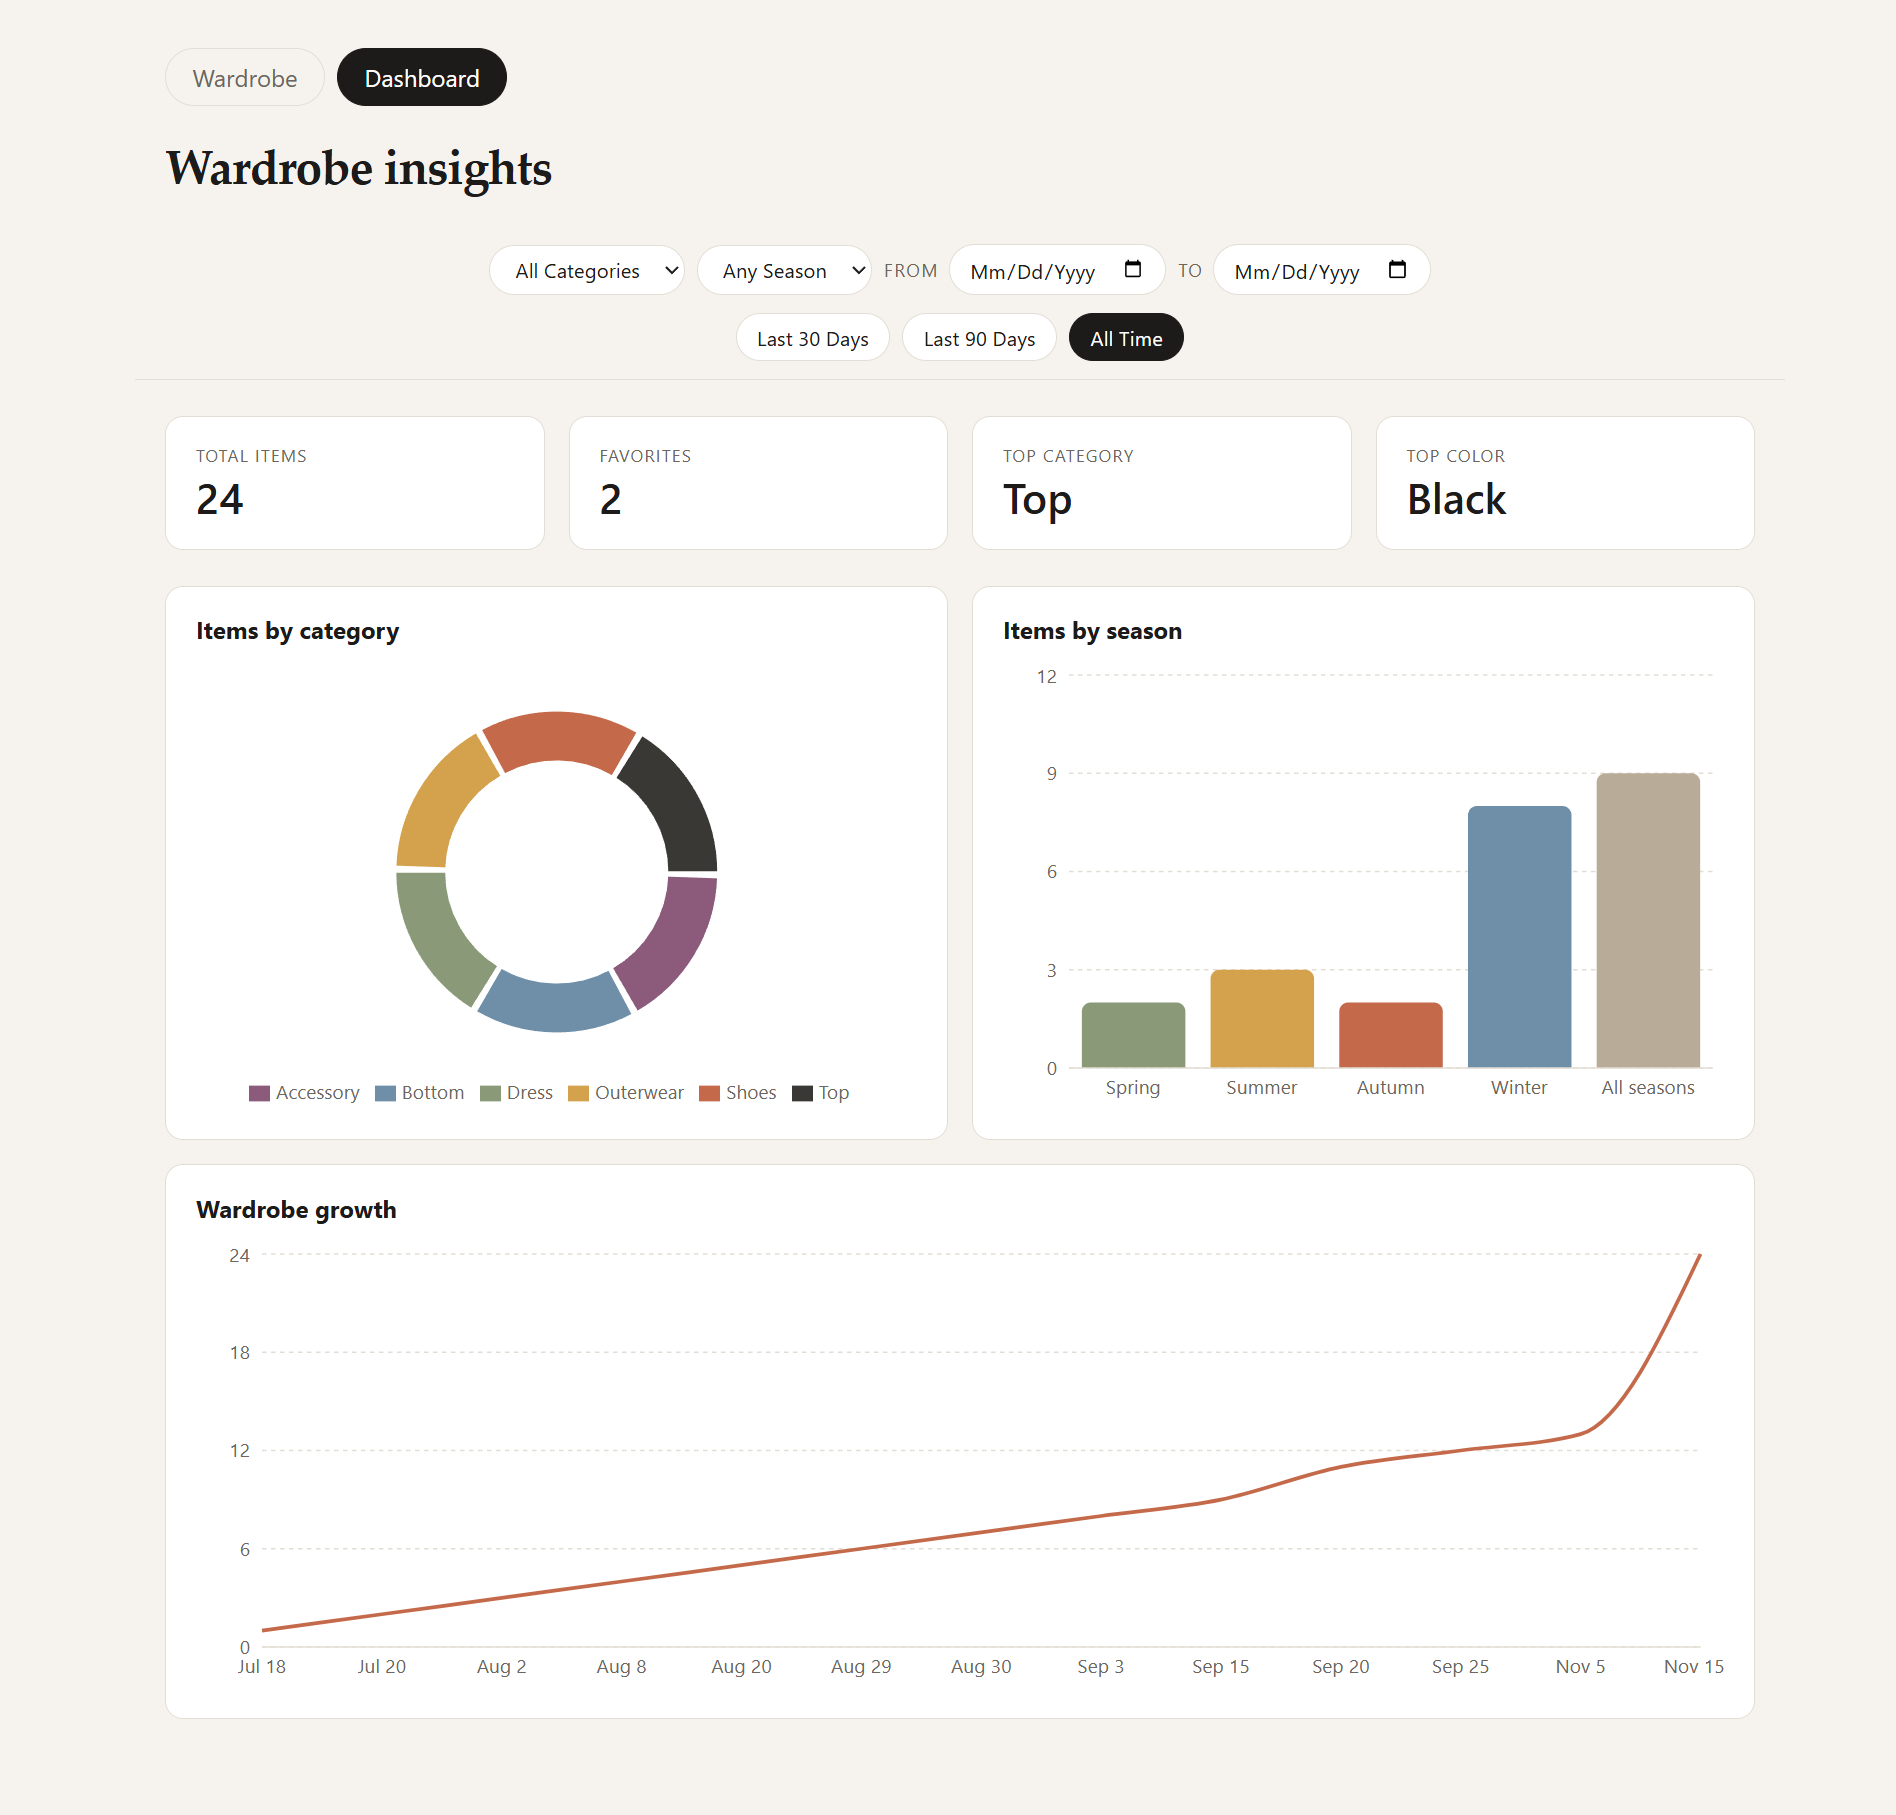 Wardrobe Dashboard
Wardrobe insights
All Categories Any Season FROM Mm/Dd/Yyyy TO Mm/Dd/Yyyy
Last 30 Days Last 90 Days All Time
TOTAL ITEMS
24
FAVORITES
2
TOP CATEGORY
Top
TOP COLOR
Black
Items by category
Accessory Bottom Dress Outerwear Shoes Top
Items by season
12
9
6
3
0
Spring Summer Autumn Winter All seasons
Wardrobe growth
24
18
12
6
0
Jul 18 Jul 20 Aug 2 Aug 8 Aug 20 Aug 29 Aug 30 Sep 3 Sep 15 Sep 20 Sep 25 Nov 5 Nov 15